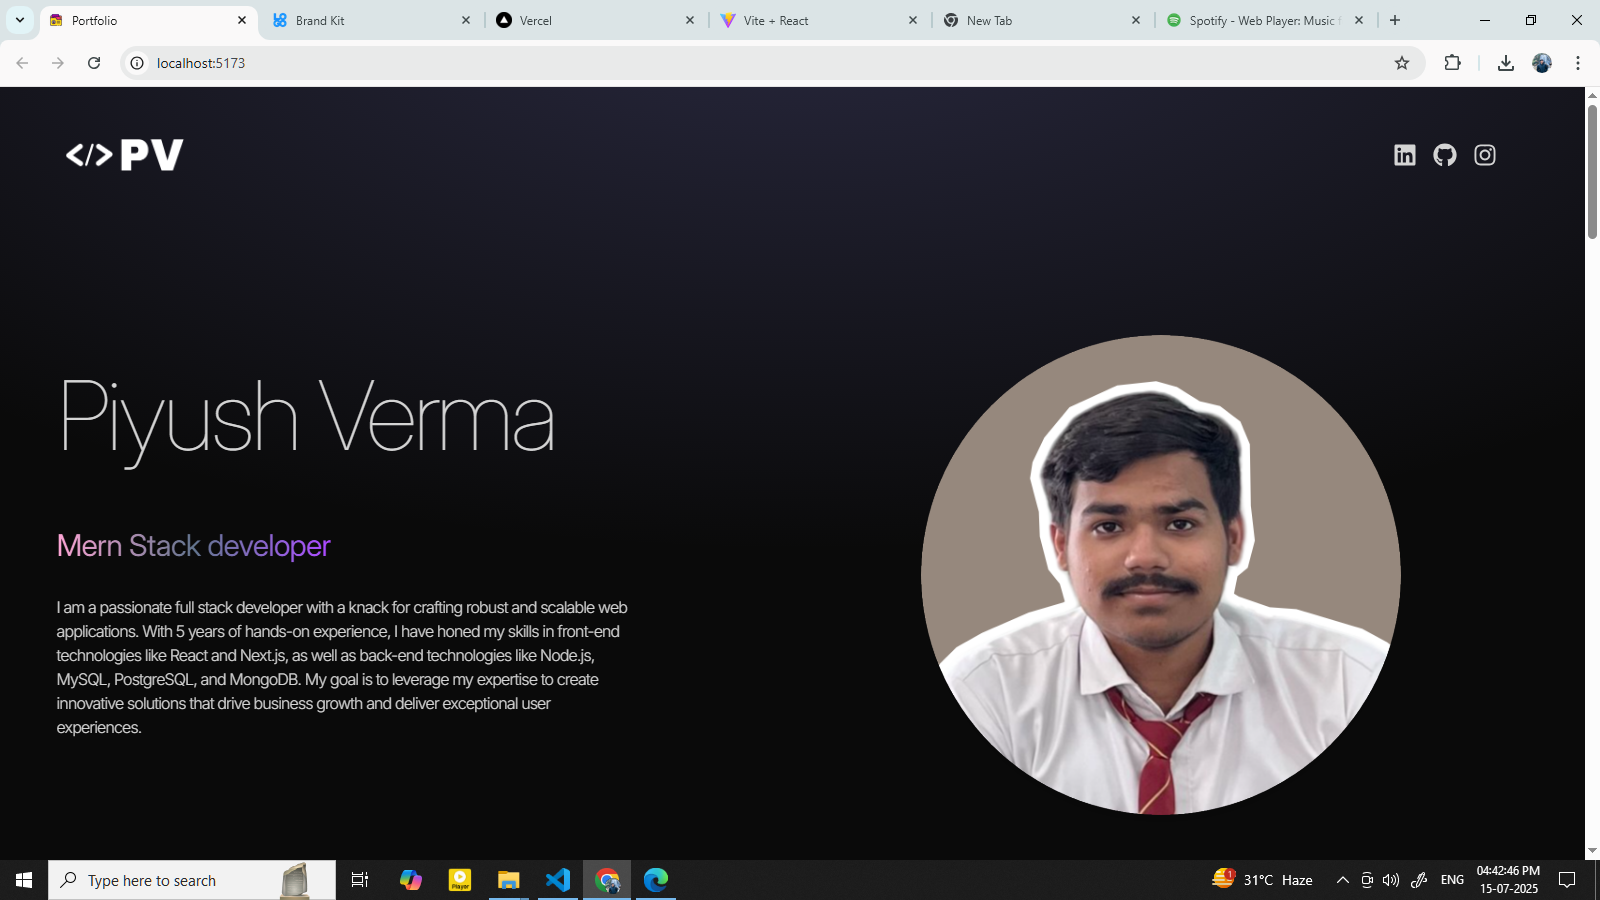 Portfolio
Brand Kit
Vercel
Vite + React
New Tab
Spotify - Web Player: Music
localhost:5173
</> PV
Piyush Verma
Mern Stack developer
I am a passionate full stack developer with a knack for crafting robust and scalable web
applications. With 5 years of hands-on experience, I have honed my skills in front-end
technologies like React and Next.js, as well as back-end technologies like Node.js,
MySQL, PostgreSQL, and MongoDB. My goal is to leverage my expertise to create
innovative solutions that drive business growth and deliver exceptional user
experiences.
Type here to search
Player
1
31°C Haze
ENG
04:42:46 PM
15-07-2025